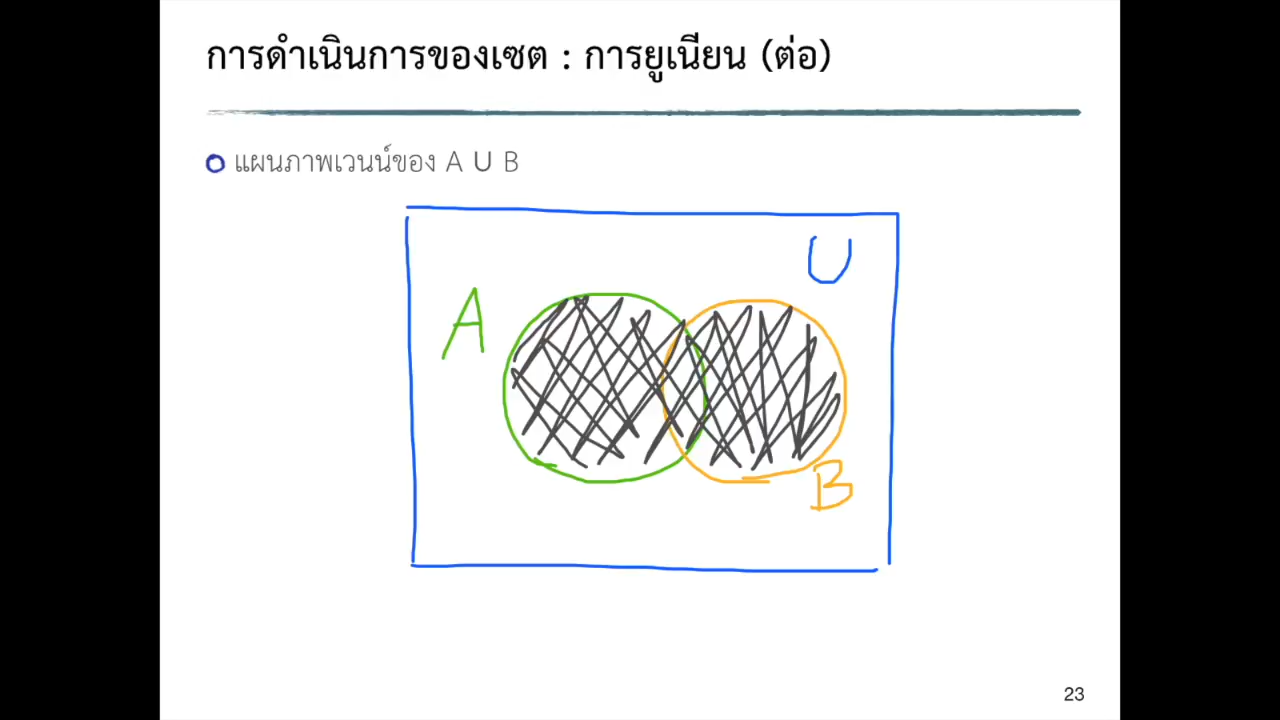 การดำเนินการของเซต : การยูเนียน (ต่อ)
แผนภาพเวนน์ของ A ∪ B
U
A
B
23